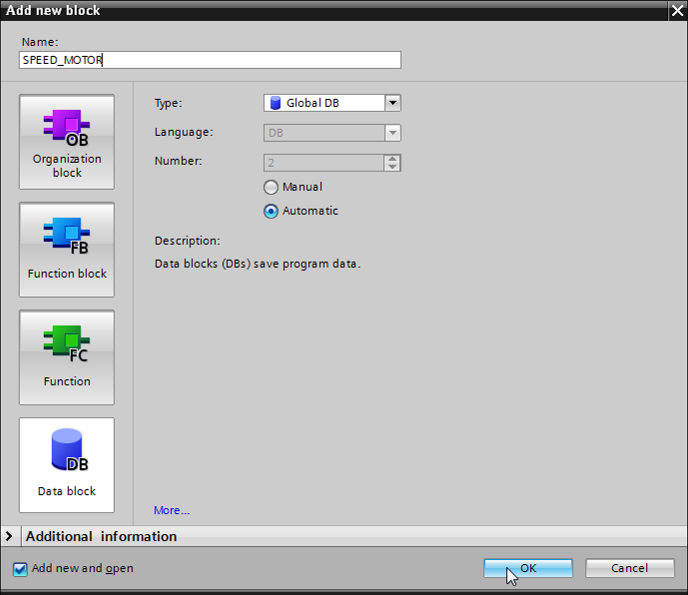 Add new block
Name:
SPEED_MOTOR
OB
Organization
block
FB
Function block
FC
Function
DB
Data block
Type:
Global DB
Language:
DB
Number:
2
Manual
Automatic
Description:
Data blocks (DBs) save program data.
More...
Additional information
Add new and open
OK
Cancel